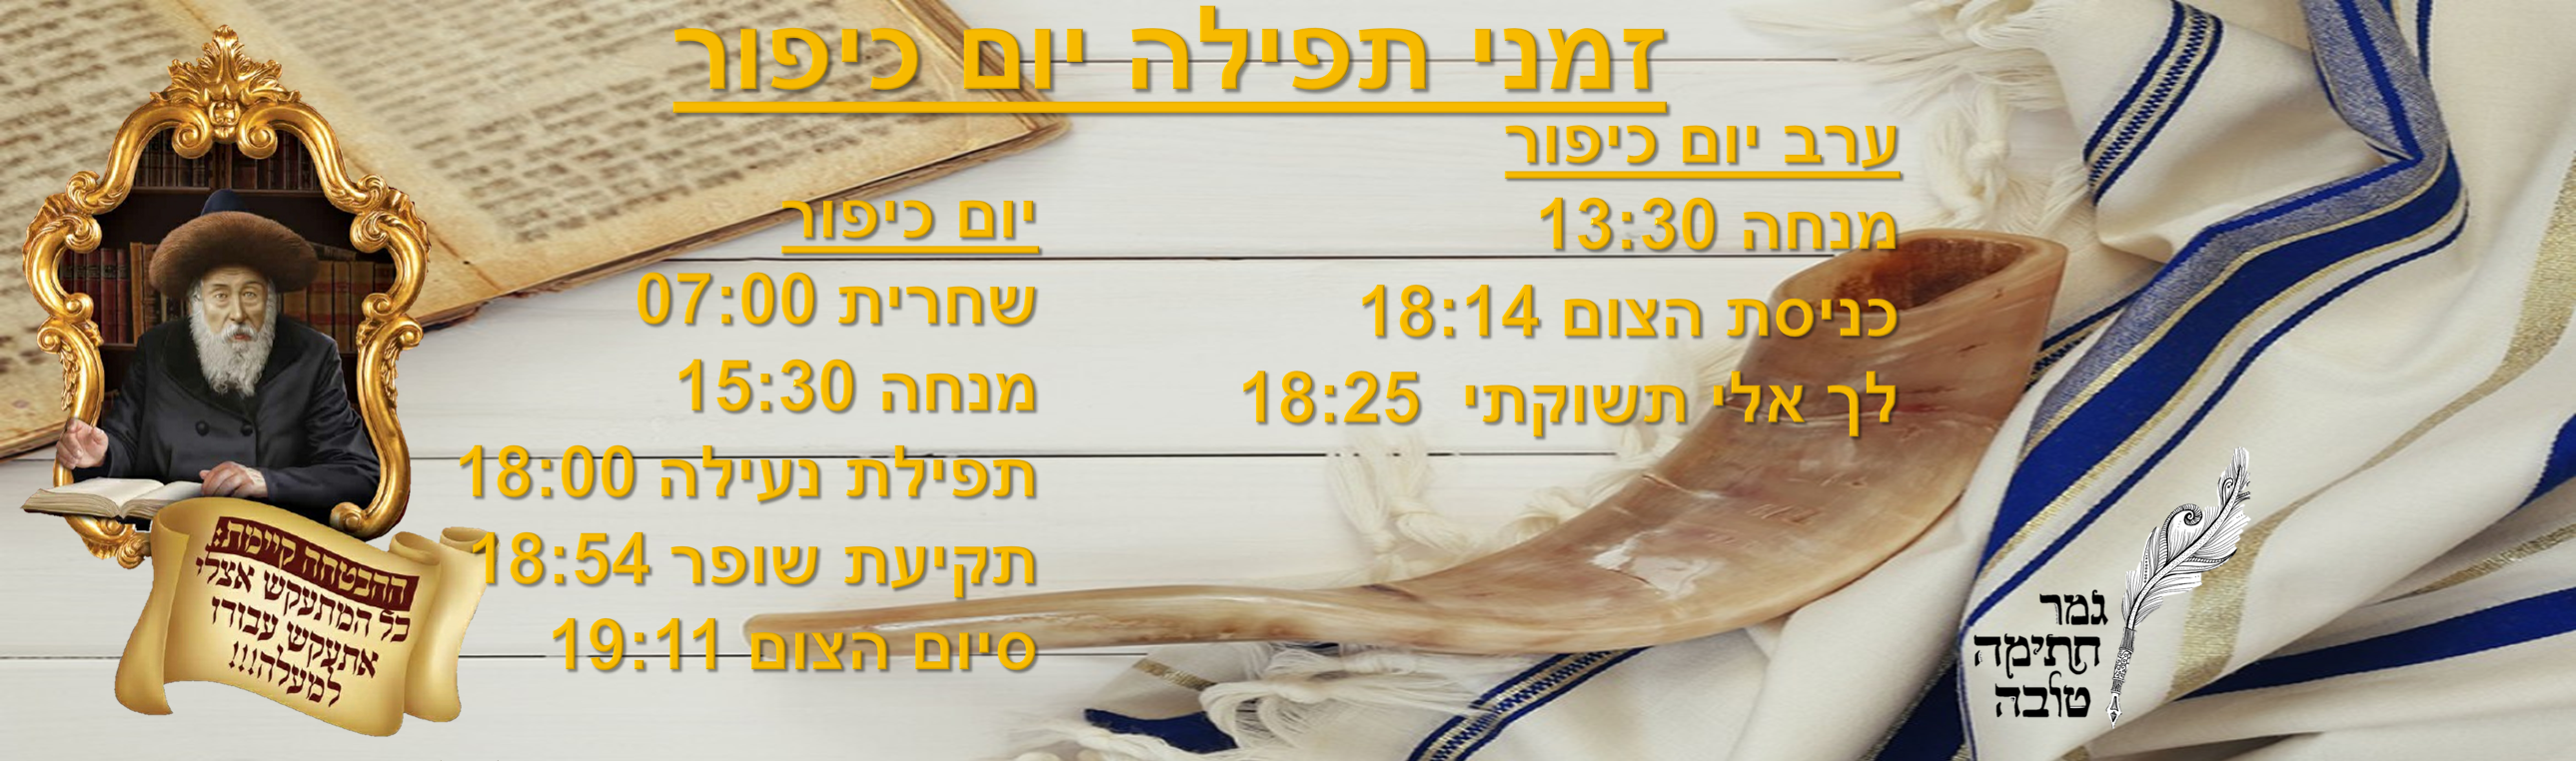 זמני תפילה יום כיפור
ערב יום כיפור
מנחה 13:30
כניסת הצום 18:14
לך אלי תשוקתי 18:25
יום כיפור
שחרית 07:00
מנחה 15:30
תפילת נעילה 18:00
תקיעת שופר 18:54
סיום הצום 19:11
ההבטחה קיימת:
כל המתעקש אצלי
אתעקש עבורו
למעלה!!!
גמר
חתימה
טובה